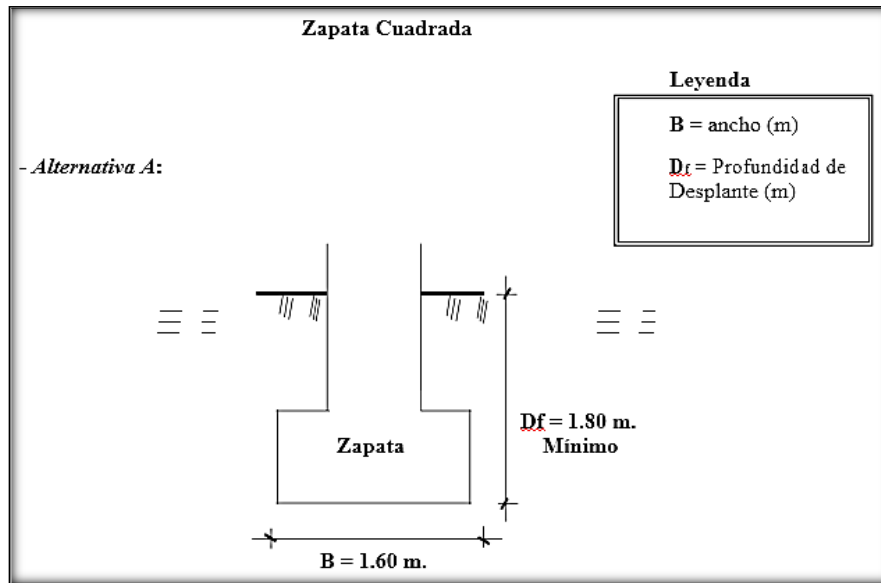 Zapata Cuadrada
Leyenda
B = ancho (m)
Df = Profundidad de
Desplante (m)
- Alternativa A:
Df = 1.80 m.
Mínimo
Zapata
B = 1.60 m.